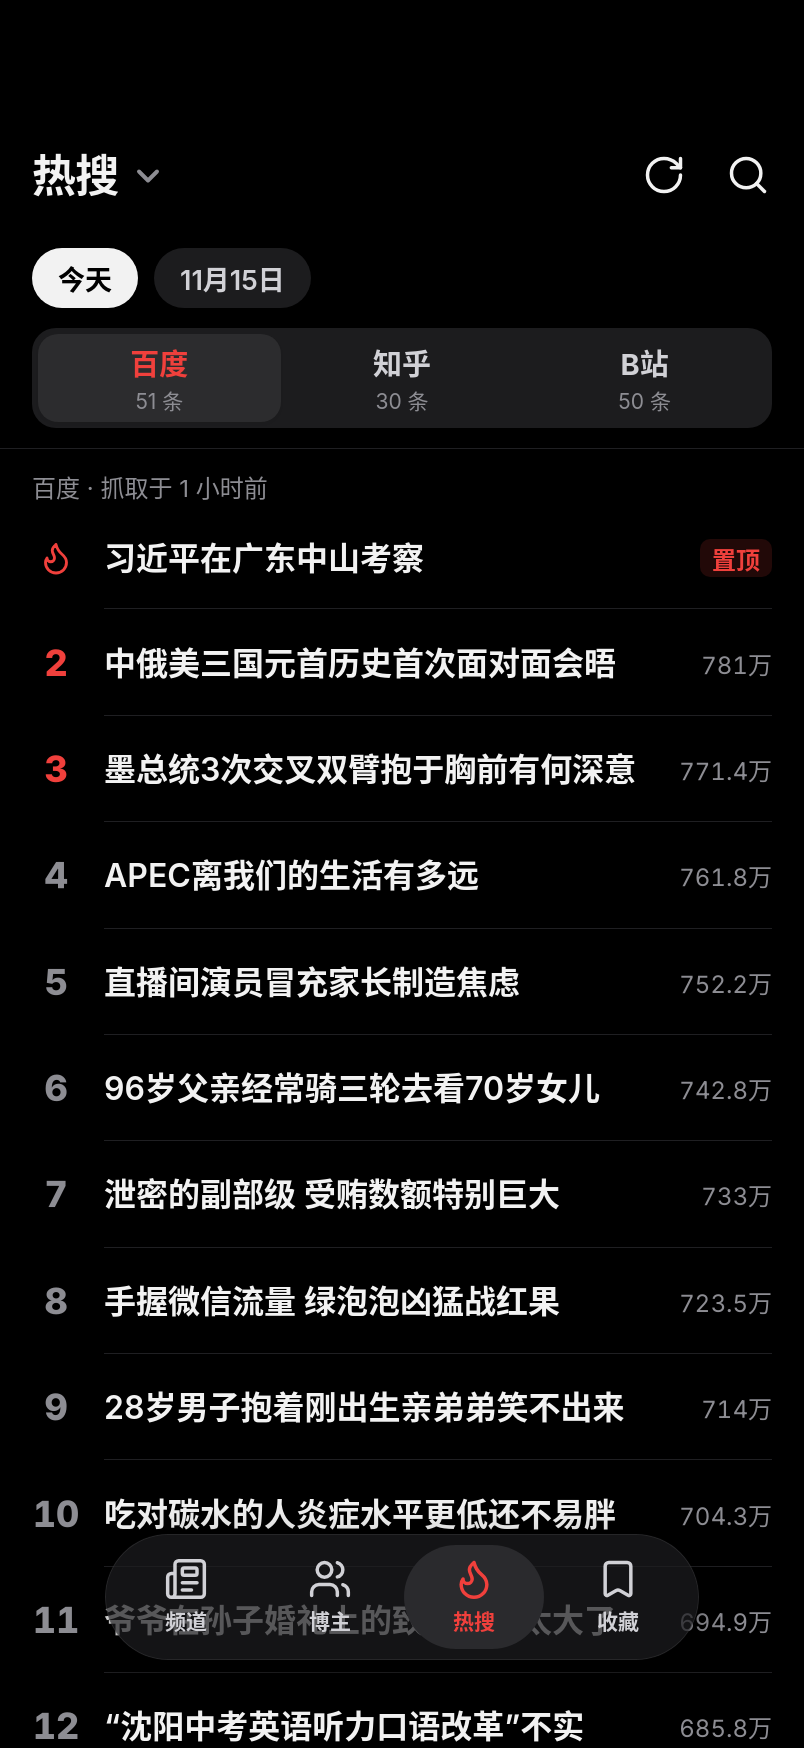 热搜
今天
11月15日
百度
知乎
B站
51 条
30 条
50 条
百度 · 抓取于 1 小时前
习近平在广东中山考察
置顶
2 中俄美三国元首历史首次面对面会晤 781万
3 墨总统3次交叉双臂抱于胸前有何深意 771.4万
4 APEC离我们的生活有多远 761.8万
5 直播间演员冒充家长制造焦虑 752.2万
6 96岁父亲经常骑三轮去看70岁女儿 742.8万
7 泄密的副部级 受贿数额特别巨大 733万
8 手握微信流量 绿泡泡凶猛战红果 723.5万
9 28岁男子抱着刚出生亲弟弟笑不出来 714万
10 吃对碳水的人炎症水平更低还不易胖 704.3万
11 爷爷在孙子婚礼上的致 太大了 694.9万
频道
博主
热搜
收藏
12 “沈阳中考英语听力口语改革”不实 685.8万